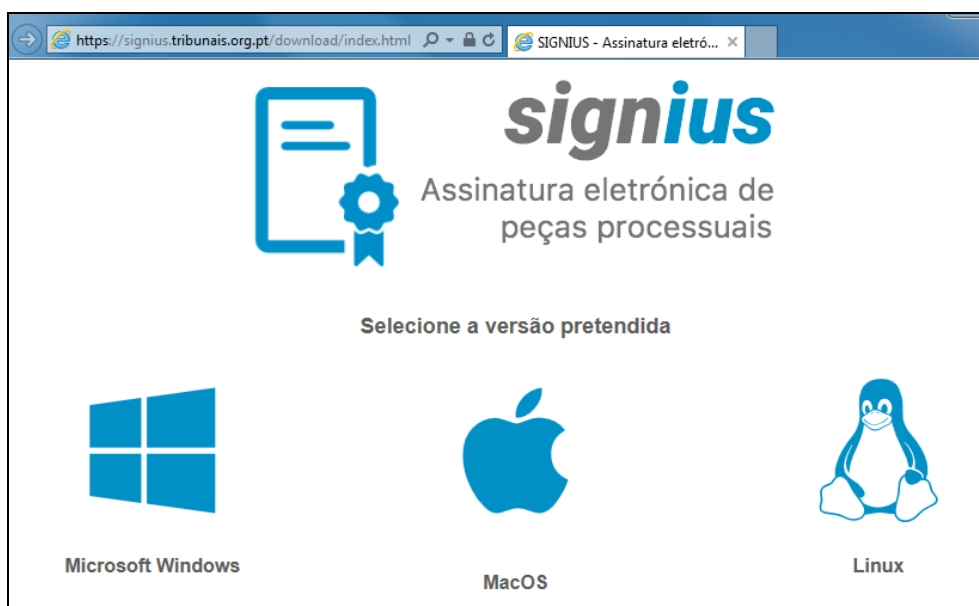 https://signius.tribunais.org.pt/download/index.html
SIGNIUS - Assinatura eletró...
signius
Assinatura eletrónica de
peças processuais
Selecione a versão pretendida
Microsoft Windows
MacOS
Linux